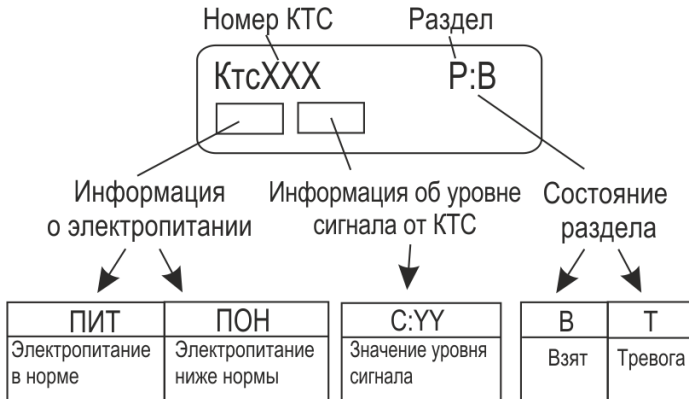 Номер КТС Раздел
КтсХХХ Р:В
Информация о электропитании
Информация об уровне сигнала от КТС
Состояние раздела
ПИТ ПОН С:YY В Т
Электропитание в норме
Электропитание ниже нормы
Значение уровня сигнала
Взят Тревога